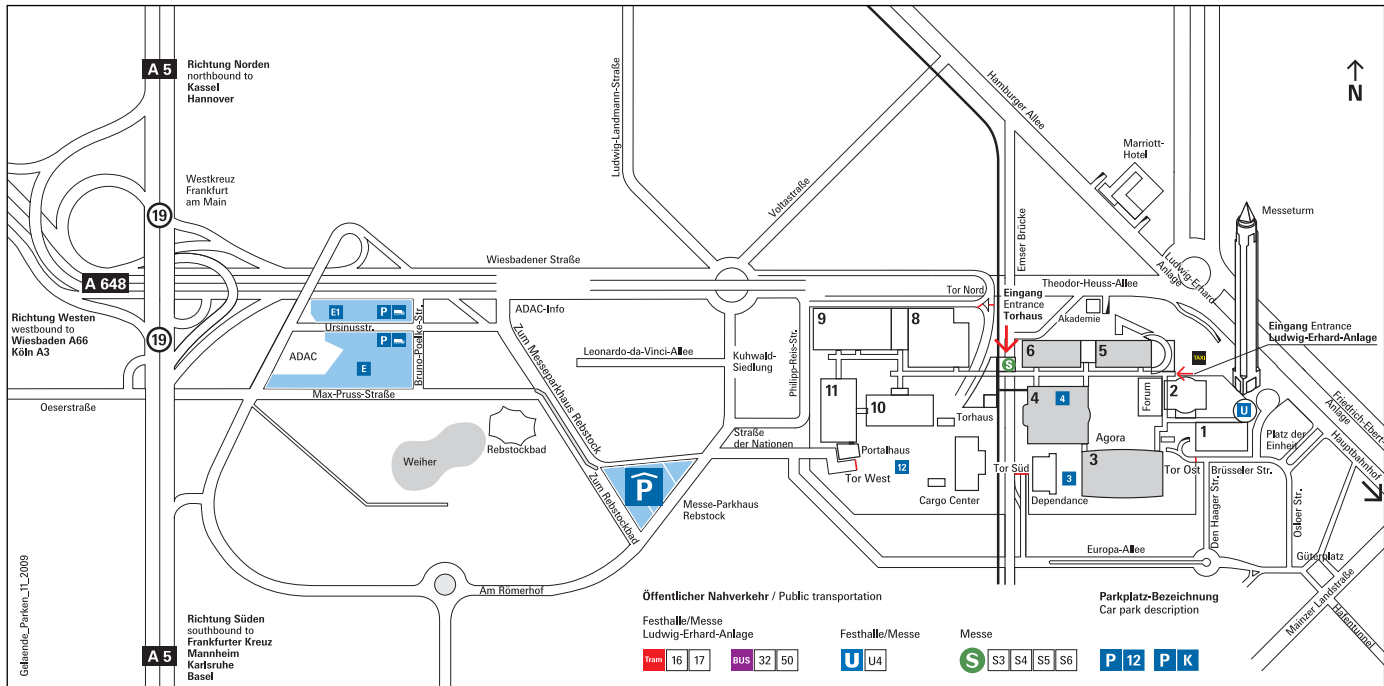 A 5
Richtung Norden
northbound to
Kassel
Hannover
Westkreuz
Frankfurt
am Main
19
A 648
Richtung Westen
westbound to
Wiesbaden A66
Köln A3
19
Oeserstraße
Wiesbadener Straße
E1
P
Ursinusstr.
P
ADAC
E
Bruno-Poelke-Str.
Max-Pruss-Straße
ADAC-Info
Zum Messeparkhaus Rebstock
Leonardo-da-Vinci-Allee
Kuhwald-
Siedlung
Philipp-Reis-Str.
Straße
der Nationen
Weiher
Rebstockbad
Zum Rebstockbad
P
Messe-Parkhaus
Rebstock
Am Römerhof
Ludwig-Landmann-Straße
Voltastraße
Hamburger Allee
Emser Brücke
Marriott-
Hotel
N
Messeturm
Ludwig-Erhard-
Anlage
Theodor-Heuss-Allee
Tor Nord
Eingang
Entrance
Torhaus
Akademie
Eingang Entrance
Ludwig-Erhard-Anlage
TAXI
9
8
6
5
S
11
10
4
4
Forum
2
U
1
Torhaus
Agora
3
Portalhaus
Tor West
12
Cargo Center
Tor Süd
3
Dependance
Tor Ost
Platz der
Einheit
Brüsseler Str.
Den Haager Str.
Osloer Str.
Friedrich-Ebert-
Anlage
Hauptbahnhof
Europa-Allee
Güterplatz
Mainzer Landstraße
Hafentunnel
Gelaende_Parken_11_2009
Richtung Süden
southbound to
Frankfurter Kreuz
Mannheim
Karlsruhe
Basel
A 5
Öffentlicher Nahverkehr / Public transportation
Festhalle/Messe
Ludwig-Erhard-Anlage
Tram 16 17
BUS 32 50
Festhalle/Messe
U U4
Messe
S S3 S4 S5 S6
Parkplatz-Bezeichnung
Car park description
P 12 P K